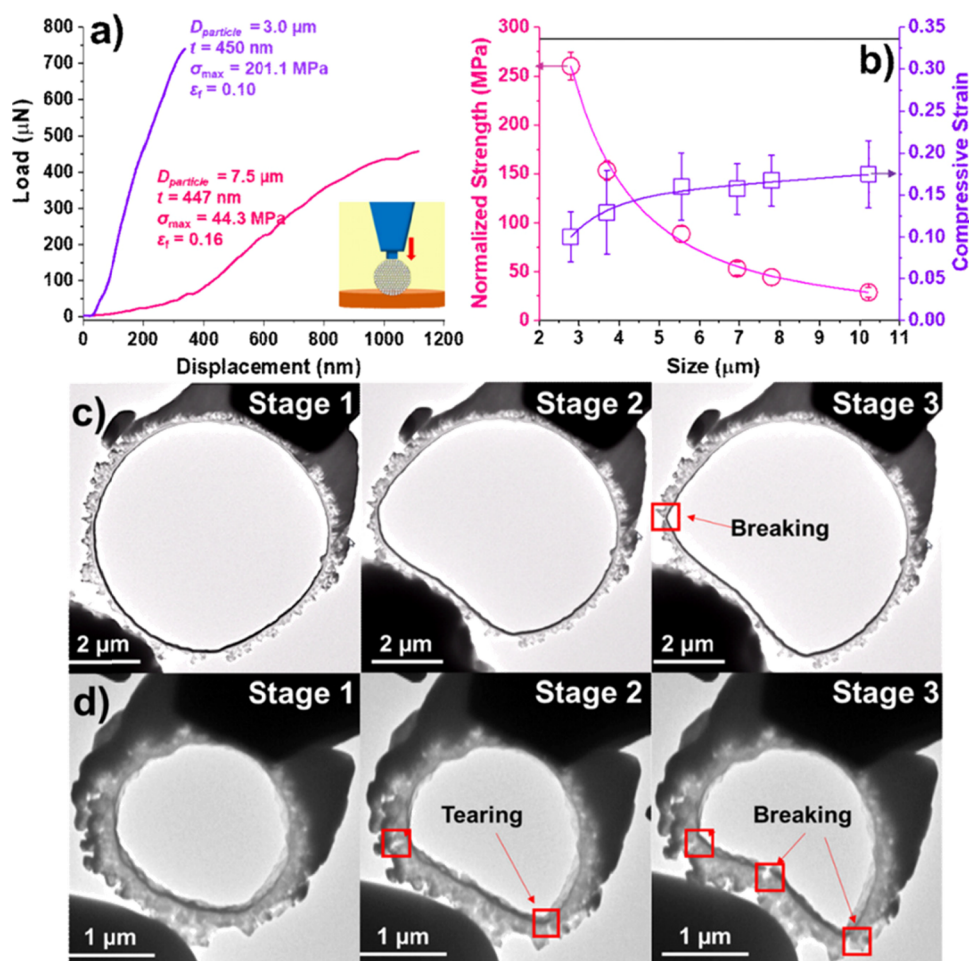 a)
D_particle = 3.0 μm
t = 450 nm
σ_max = 201.1 MPa
ε_f = 0.10
D_particle = 7.5 μm
t = 447 nm
σ_max = 44.3 MPa
ε_f = 0.16
Load (μN)
800
700
600
500
400
300
200
100
0
0 200 400 600 800 1000 1200
Displacement (nm)
b)
Normalized Strength (MPa)
300
250
200
150
100
50
0
2 3 4 5 6 7 8 9 10 11
Size (μm)
0.35
0.30
0.25
0.20
0.15
0.10
0.05
0.00
Compressive Strain
c)
Stage 1
Stage 2
Stage 3
Breaking
2 μm
2 μm
2 μm
d)
Stage 1
Stage 2
Stage 3
Tearing
Breaking
1 μm
1 μm
1 μm